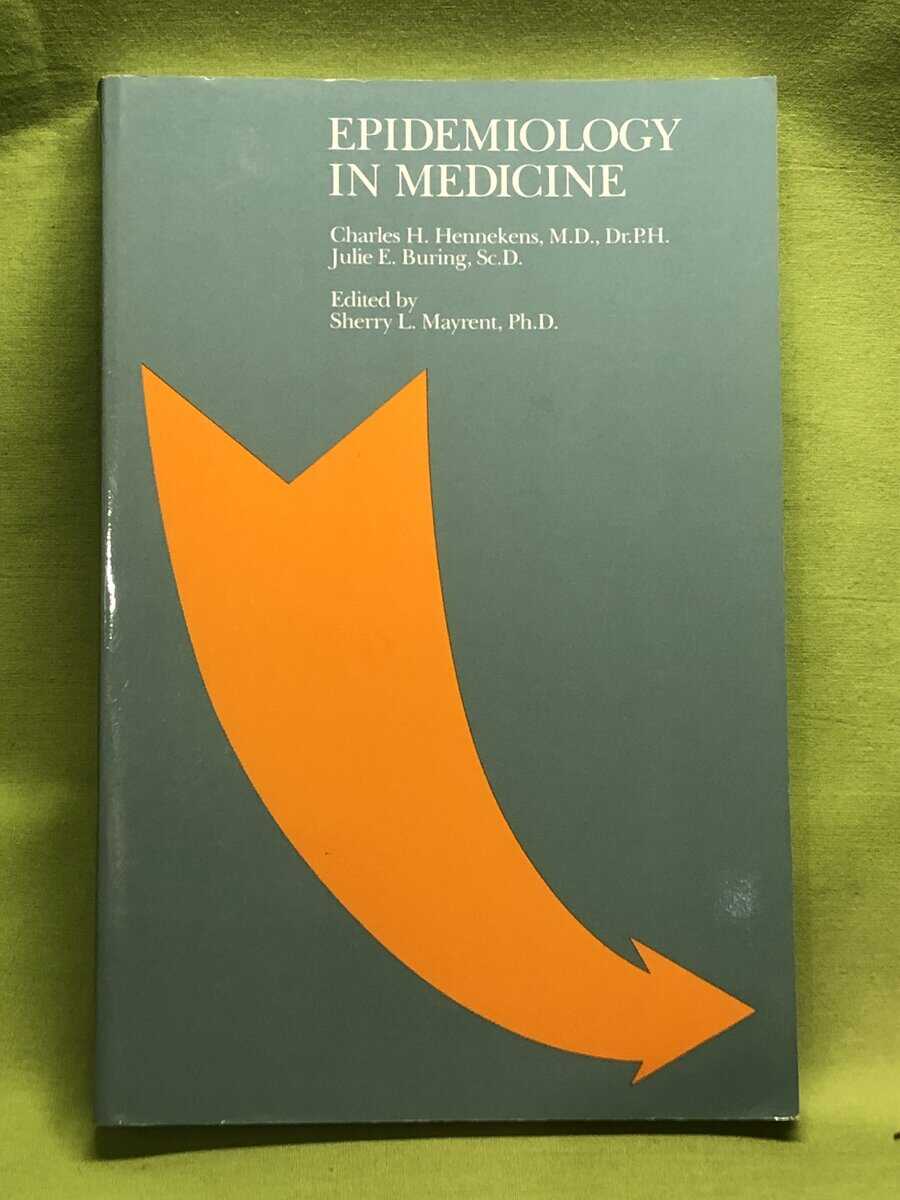 EPIDEMIOLOGY
IN MEDICINE
Charles H. Hennekens, M.D., Dr.P.H.
Julie E. Buring, Sc.D.
Edited by
Sherry L. Mayrent, Ph.D.